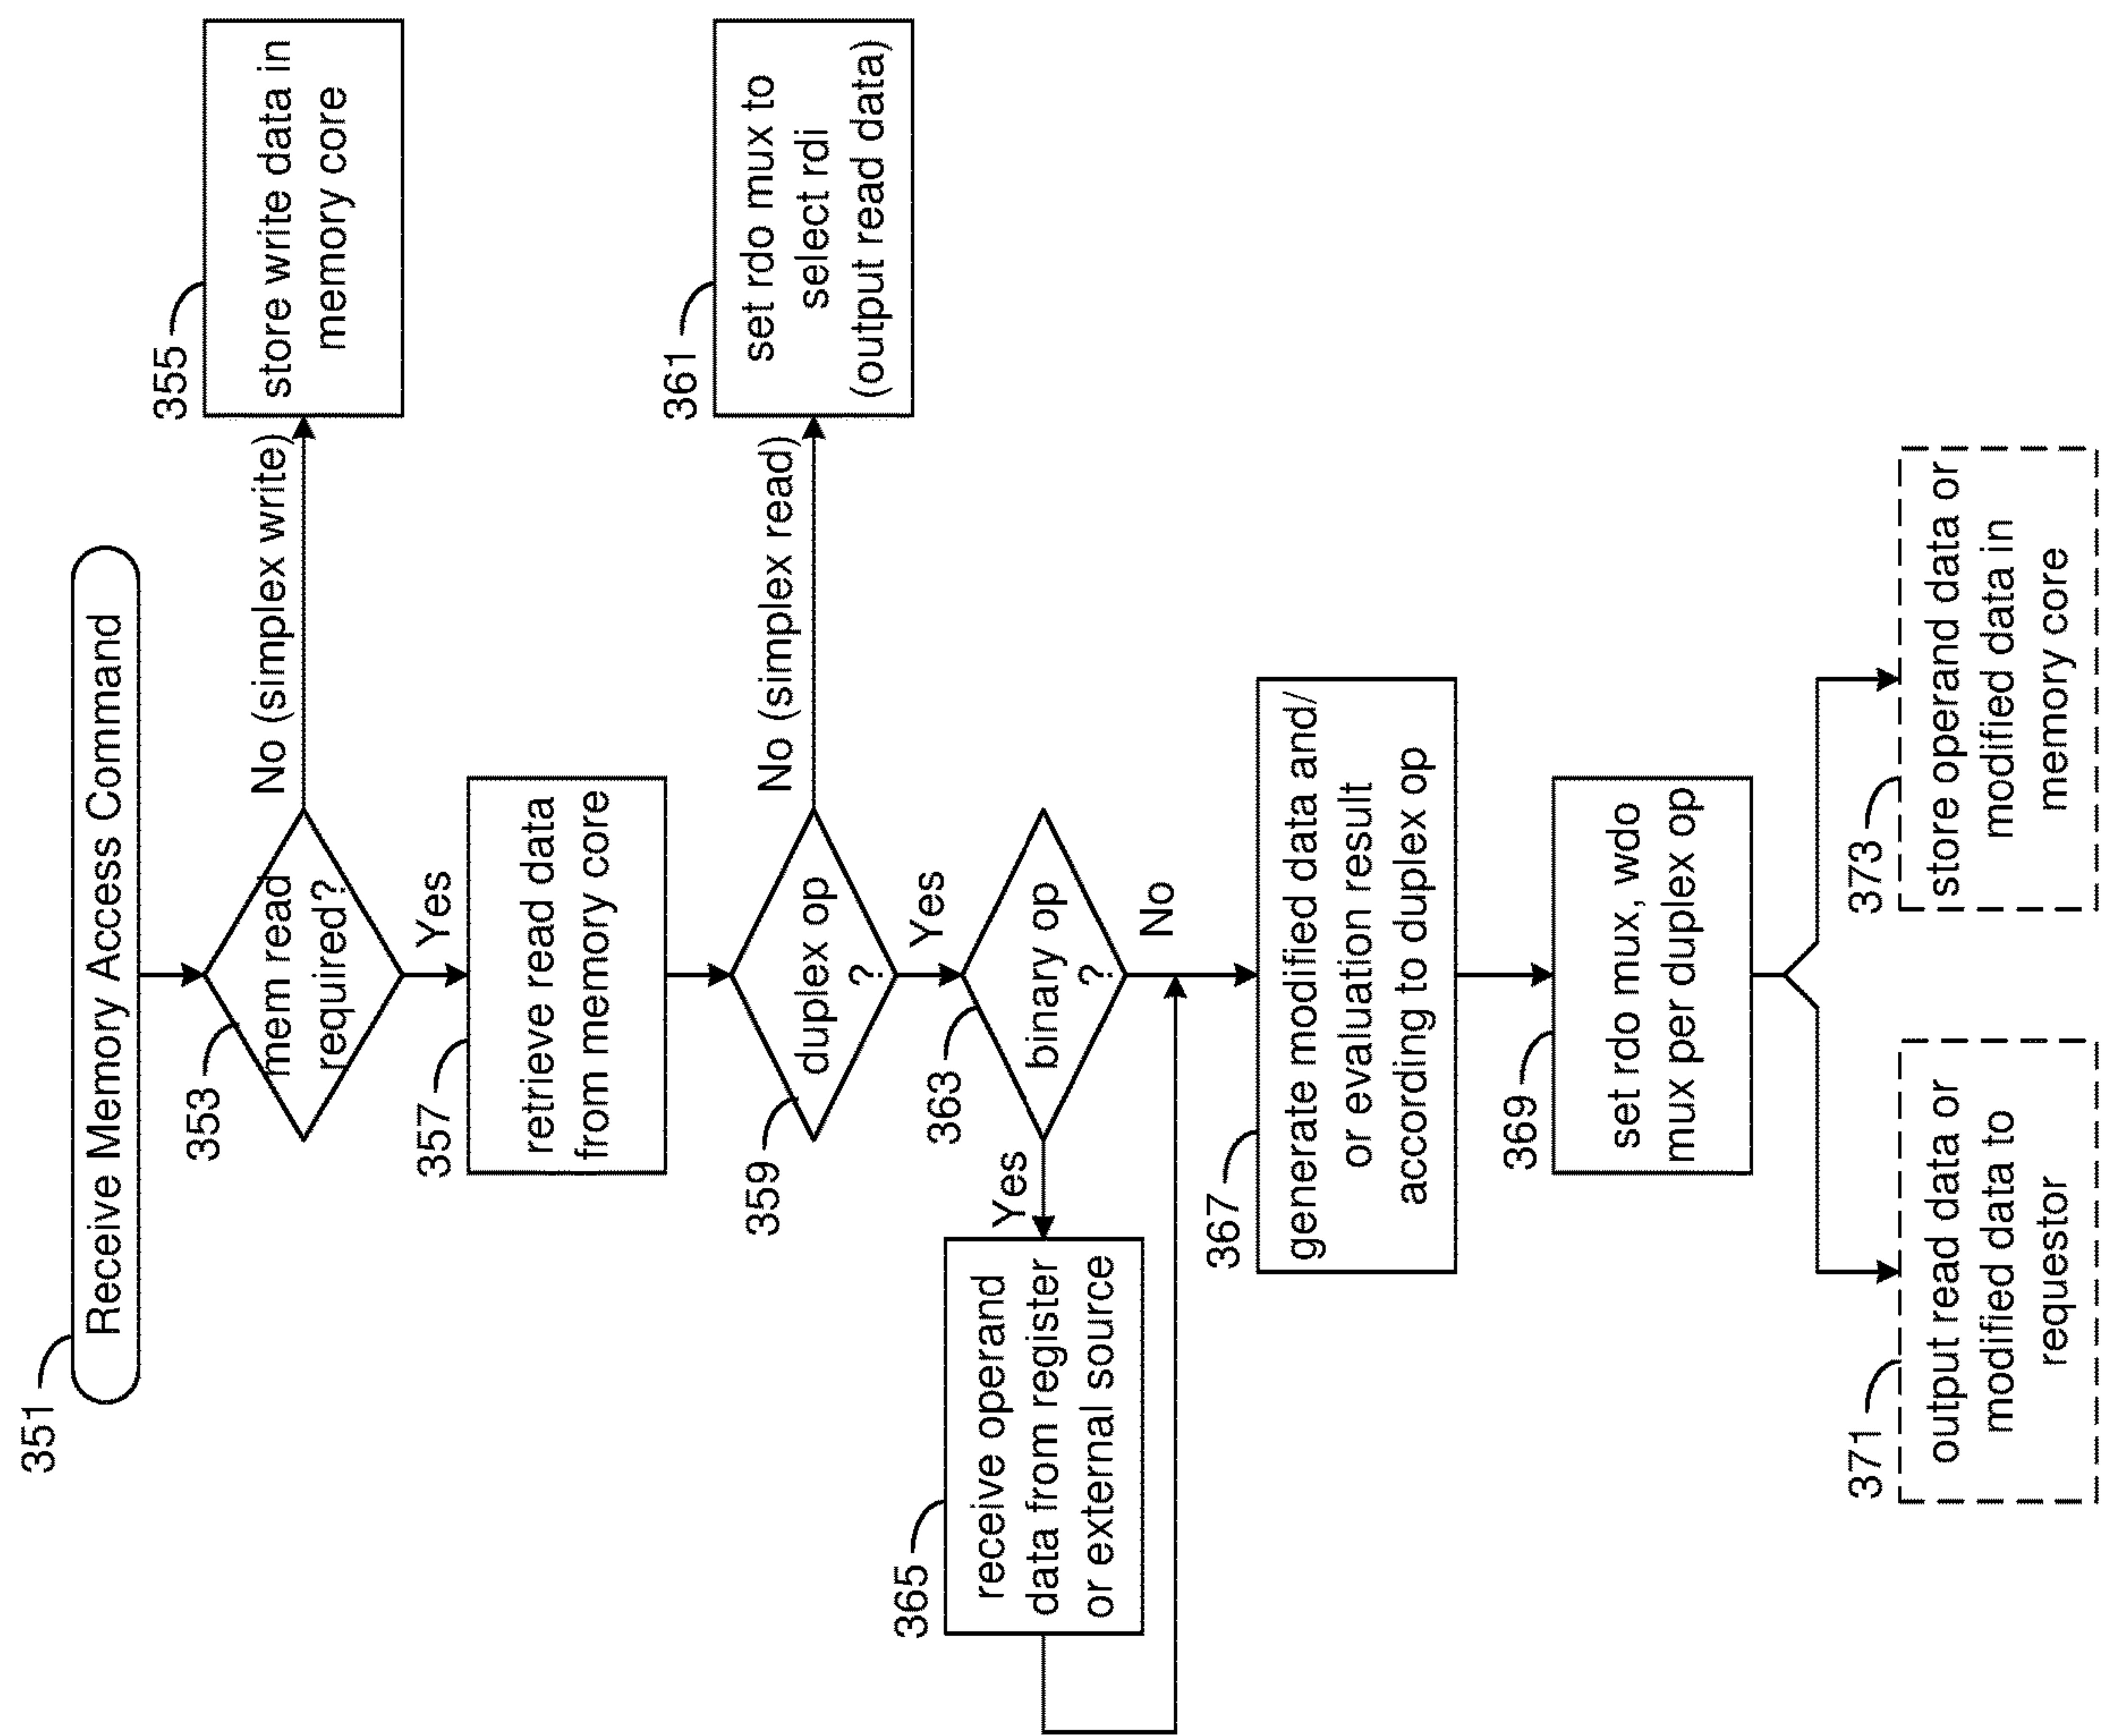 351
Receive Memory Access Command
353
mem read
required?
No (simplex write)
355
store write data in
memory core
Yes
357
retrieve read data
from memory core
359
duplex op
?
No (simplex read)
361
set rdo mux to
select rdi
(output read data)
Yes
363
binary op
?
Yes
No
365
receive operand
data from register
or external source
367
generate modified data and/
or evaluation result
according to duplex op
369
set rdo mux, wdo
mux per duplex op
371
output read data or
modified data to
requestor
373
store operand data or
modified data in
memory core